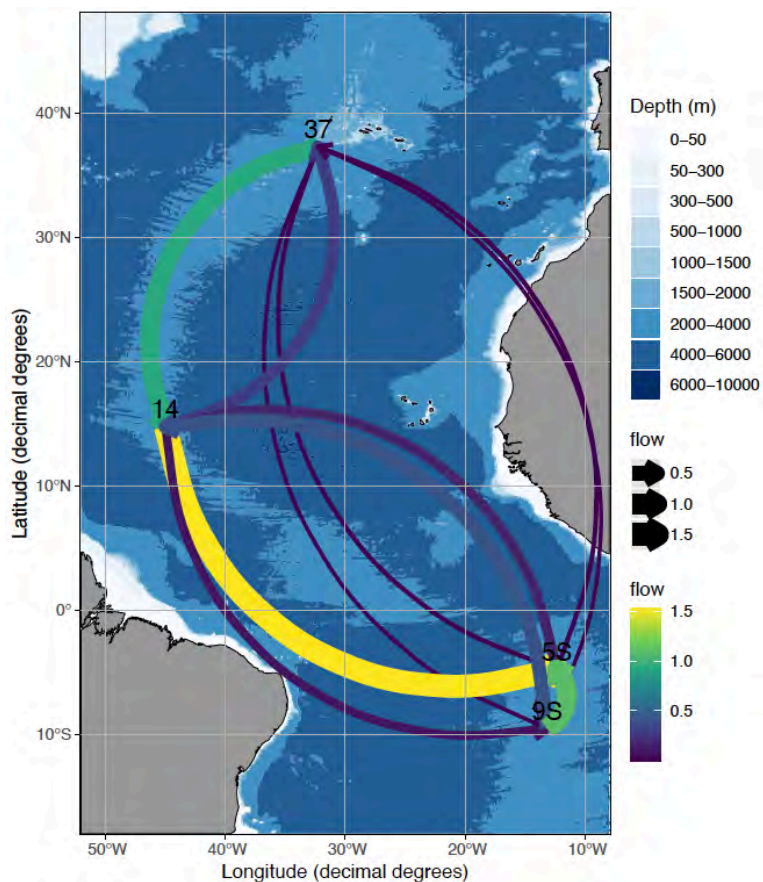 40°N
30°N
20°N
10°N
0°
10°S
50°W
40°W
30°W
20°W
10°W
Latitude (decimal degrees)
Longitude (decimal degrees)
37
14
5S
9S
Depth (m)
0–50
50–300
300–500
500–1000
1000–1500
1500–2000
2000–4000
4000–6000
6000–10000
flow
0.5
1.0
1.5
flow
1.5
1.0
0.5